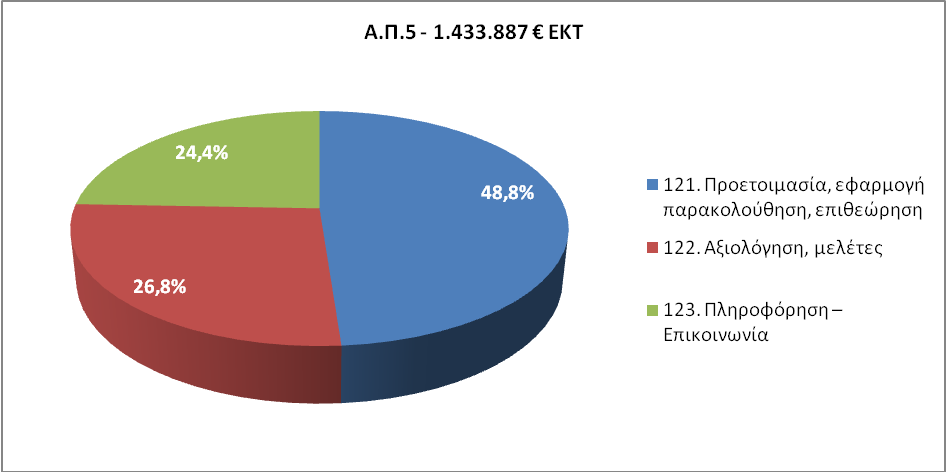 Α.Π.5 - 1.433.887 € ΕΚΤ
24,4%
48,8%
26,8%
121. Προετοιμασία, εφαρμογή
παρακολούθηση, επιθεώρηση
122. Αξιολόγηση, μελέτες
123. Πληροφόρηση –
Επικοινωνία